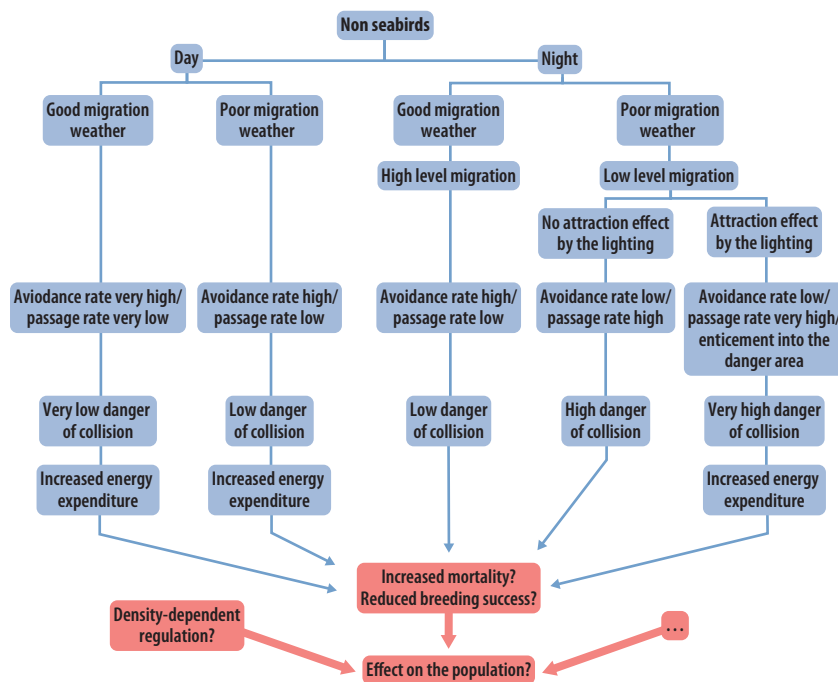 Non seabirds
Day
Night
Good migration
weather
Poor migration
weather
Good migration
weather
Poor migration
weather
High level migration
Low level migration
No attraction effect
by the lighting
Attraction effect
by the lighting
Aviodance rate very high/
passage rate very low
Avoidance rate high/
passage rate low
Avoidance rate high/
passage rate low
Avoidance rate low/
passage rate high
Avoidance rate low/
passage rate very high/
enticement into the
danger area
Very low danger
of collision
Low danger
of collision
Low danger
of collision
High danger
of collision
Very high danger
of collision
Increased energy
expenditure
Increased energy
expenditure
Increased energy
expenditure
Increased mortality?
Reduced breeding success?
Density-dependent
regulation?
...
Effect on the population?